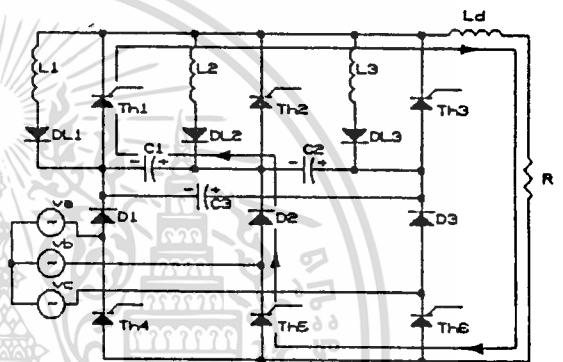 Ld
L1 L2 L3
Th1 Th2 Th3
DL1 DL2 DL3
- C1 + - C2 +
- C3 +
R
Va D1 D2 D3
Vb
Vc
Th4 Th5 Th6